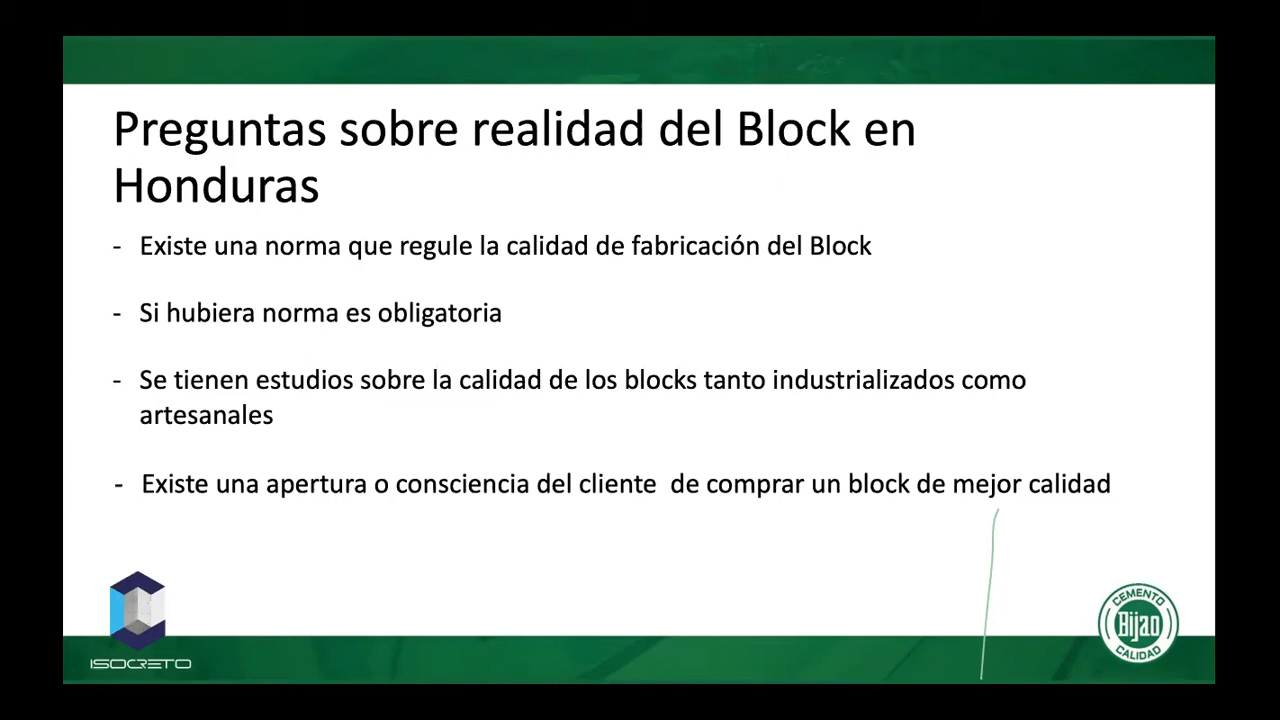 Preguntas sobre realidad del Block en
Honduras
- Existe una norma que regule la calidad de fabricación del Block
- Si hubiera norma es obligatoria
- Se tienen estudios sobre la calidad de los blocks tanto industrializados como
artesanales
- Existe una apertura o consciencia del cliente  de comprar un block de mejor calidad
ISOCRETO
CEMENTO
Bijao
CALIDAD